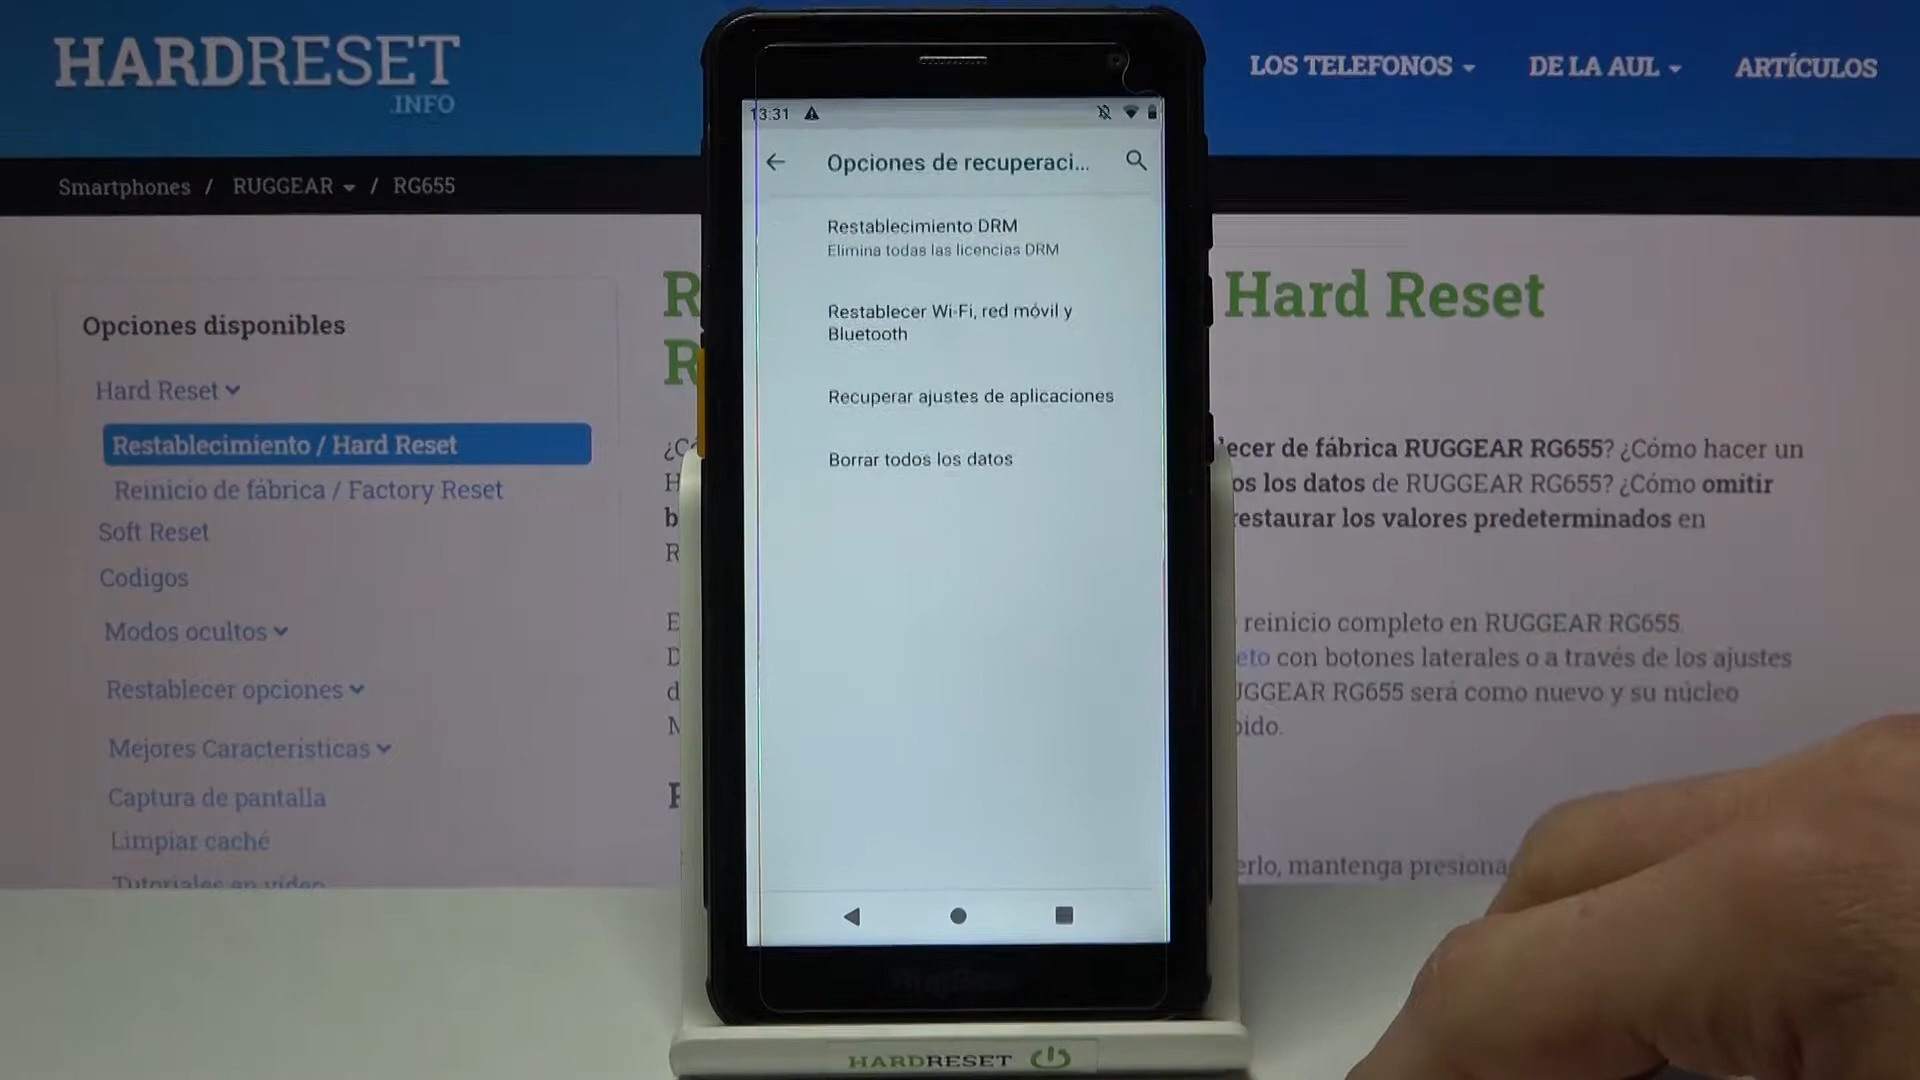 HARDRESET
.INFO
LOS TELEFONOS
DE LA AUL
ARTÍCULOS
Smartphones / RUGGEAR / RG655
Opciones disponibles
Hard Reset
Restablecimiento / Hard Reset
Reinicio de fábrica / Factory Reset
Soft Reset
Codigos
Modos ocultos
Restablecer opciones
Mejores Caracteristicas
Captura de pantalla
Limpiar caché
Tutoriales en video
13:31
Opciones de recuperaci...
Restablecimiento DRM
Elimina todas las licencias DRM
Restablecer Wi-Fi, red móvil y
Bluetooth
Recuperar ajustes de aplicaciones
Borrar todos los datos
Hard Reset
ecer de fábrica RUGGEAR RG655? ¿Cómo hacer un
os los datos de RUGGEAR RG655? ¿Cómo omitir
restaurar los valores predeterminados en
reinicio completo en RUGGEAR RG655.
eto con botones laterales o a través de los ajustes
RG655 será como nuevo y su núcleo
erlo, mantenga presiona
HARDRESET